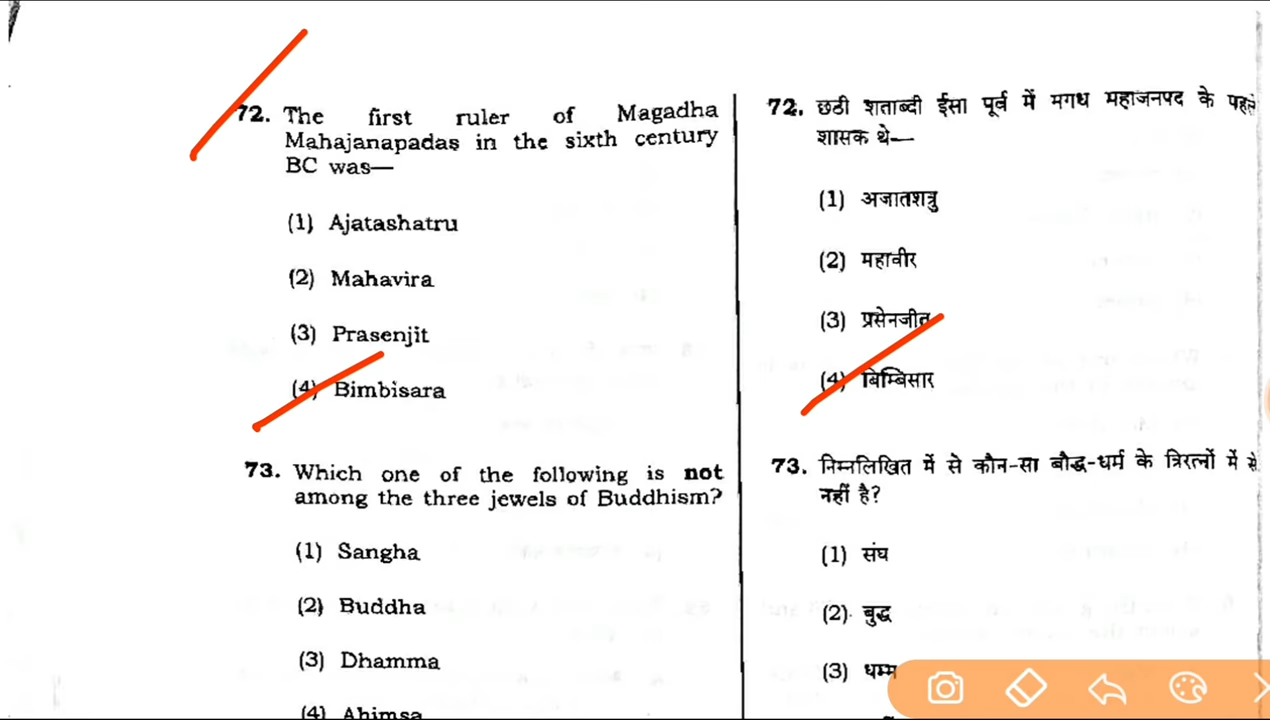 72. The first ruler of Magadha
Mahajanapadas in the sixth century
BC was—
(1) Ajatashatru
(2) Mahavira
(3) Prasenjit
(4) Bimbisara
73. Which one of the following is not
among the three jewels of Buddhism?
(1) Sangha
(2) Buddha
(3) Dhamma
(4) Ahimsa
72. छठी शताब्दी ईसा पूर्व में मगध महाजनपद के पहले
शासक थे—
(1) अजातशत्रु
(2) महावीर
(3) प्रसेनजीत
(4) बिम्बिसार
73. निम्नलिखित में से कौन-सा बौद्ध-धर्म के त्रिरत्नों में से
नहीं है?
(1) संघ
(2) बुद्ध
(3) धम्म